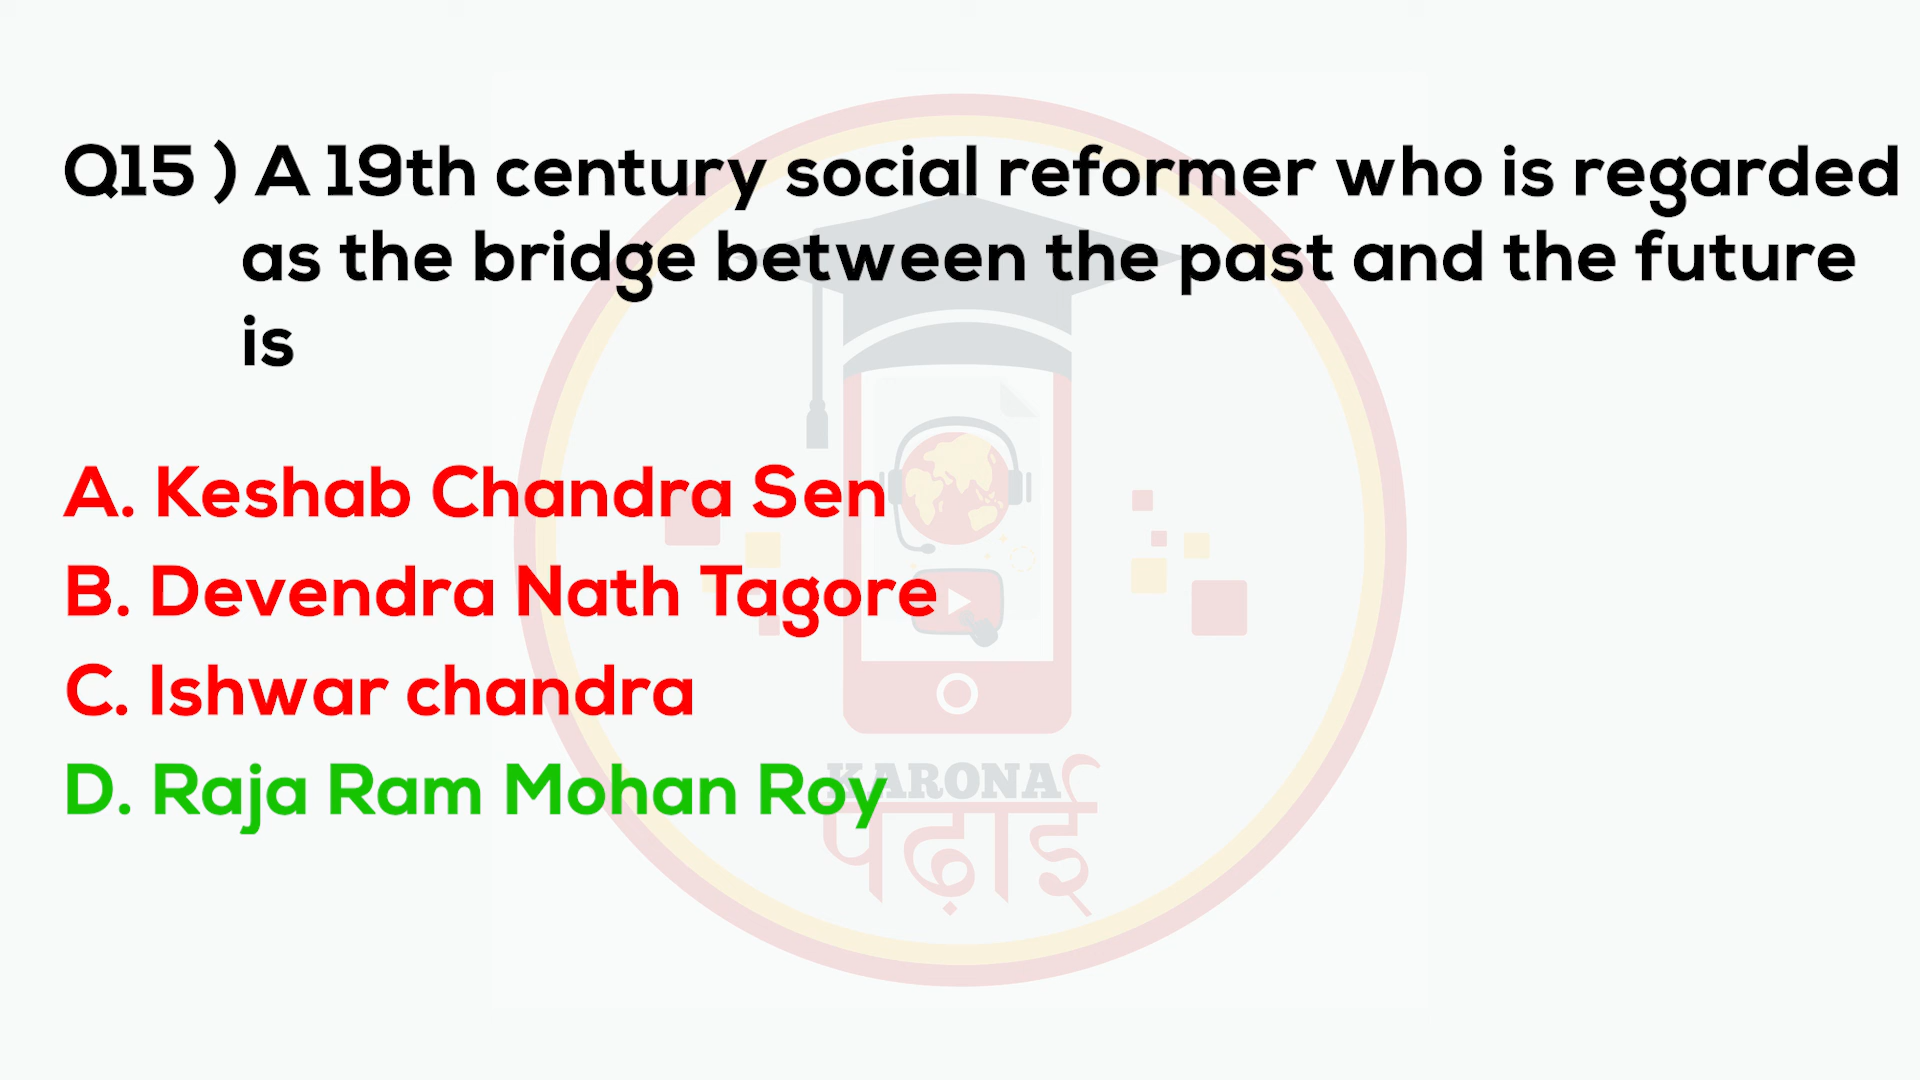 Q15 ) A 19th century social reformer who is regarded
as the bridge between the past and the future
is
A. Keshab Chandra Sen
B. Devendra Nath Tagore
C. Ishwar chandra
D. Raja Ram Mohan Roy
KARONA
पढ़ाई